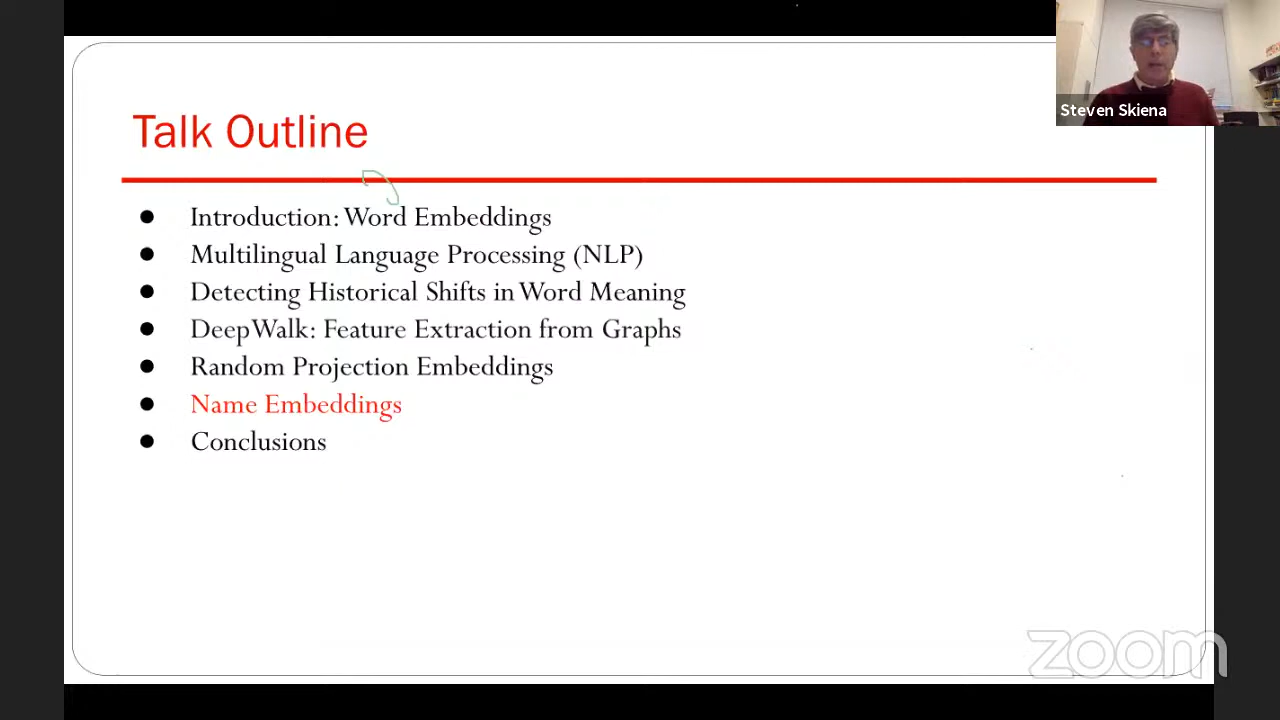 Steven Skiena
Talk Outline
Introduction: Word Embeddings
Multilingual Language Processing (NLP)
Detecting Historical Shifts in Word Meaning
DeepWalk: Feature Extraction from Graphs
Random Projection Embeddings
Name Embeddings
Conclusions
zoom